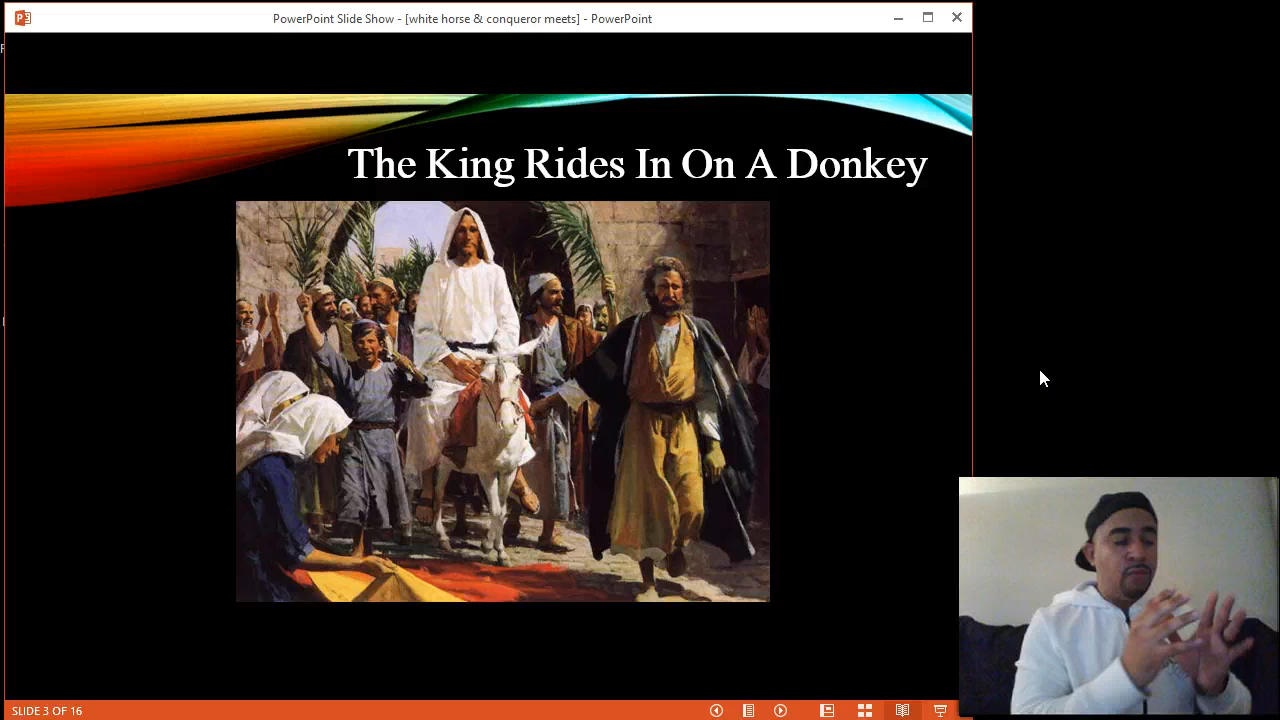 PowerPoint Slide Show - [white horse & conqueror meets] - PowerPoint
The King Rides In On A Donkey
SLIDE 3 OF 16